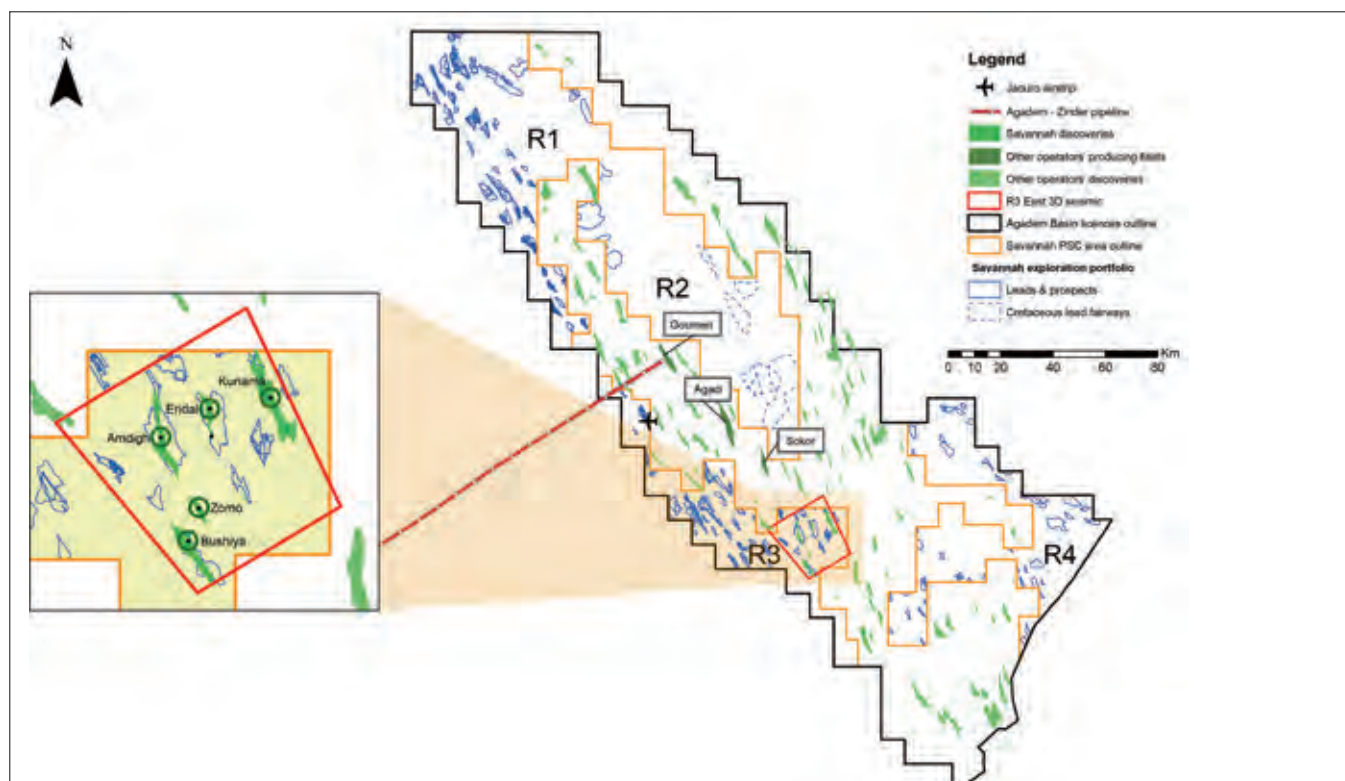 N
R1
R2
R3
R4
Goumeri
Agadi
Sokor
Kunama
Eridal
Amdigh
Zomo
Bushiya
Legend
Jaouro airstrip
Agadem - Zinder pipeline
Savannah discoveries
Other operators' producing fields
Other operators' discoveries
R3 East 3D seismic
Agadem Basin licences outline
Savannah PSC area outline
Savannah exploration portfolio
Leads & prospects
Cretaceous lead fairways
Km
0 10 20 40 60 80